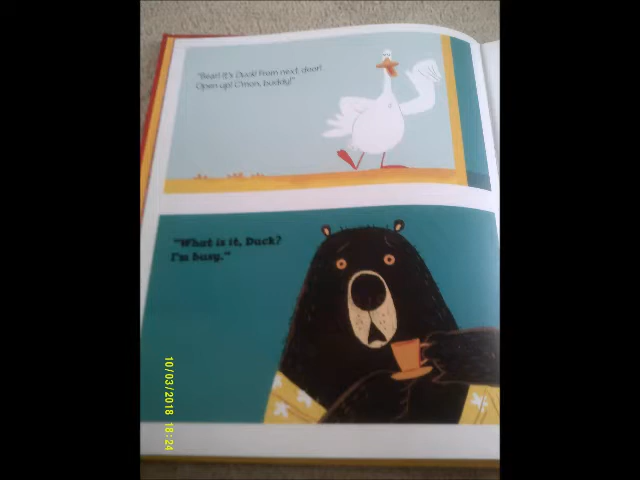 "Bear! It's Duck! From next door!
Open up! C'mon, buddy!"
"What is it, Duck?
I'm busy."
10/03/2018 18:24